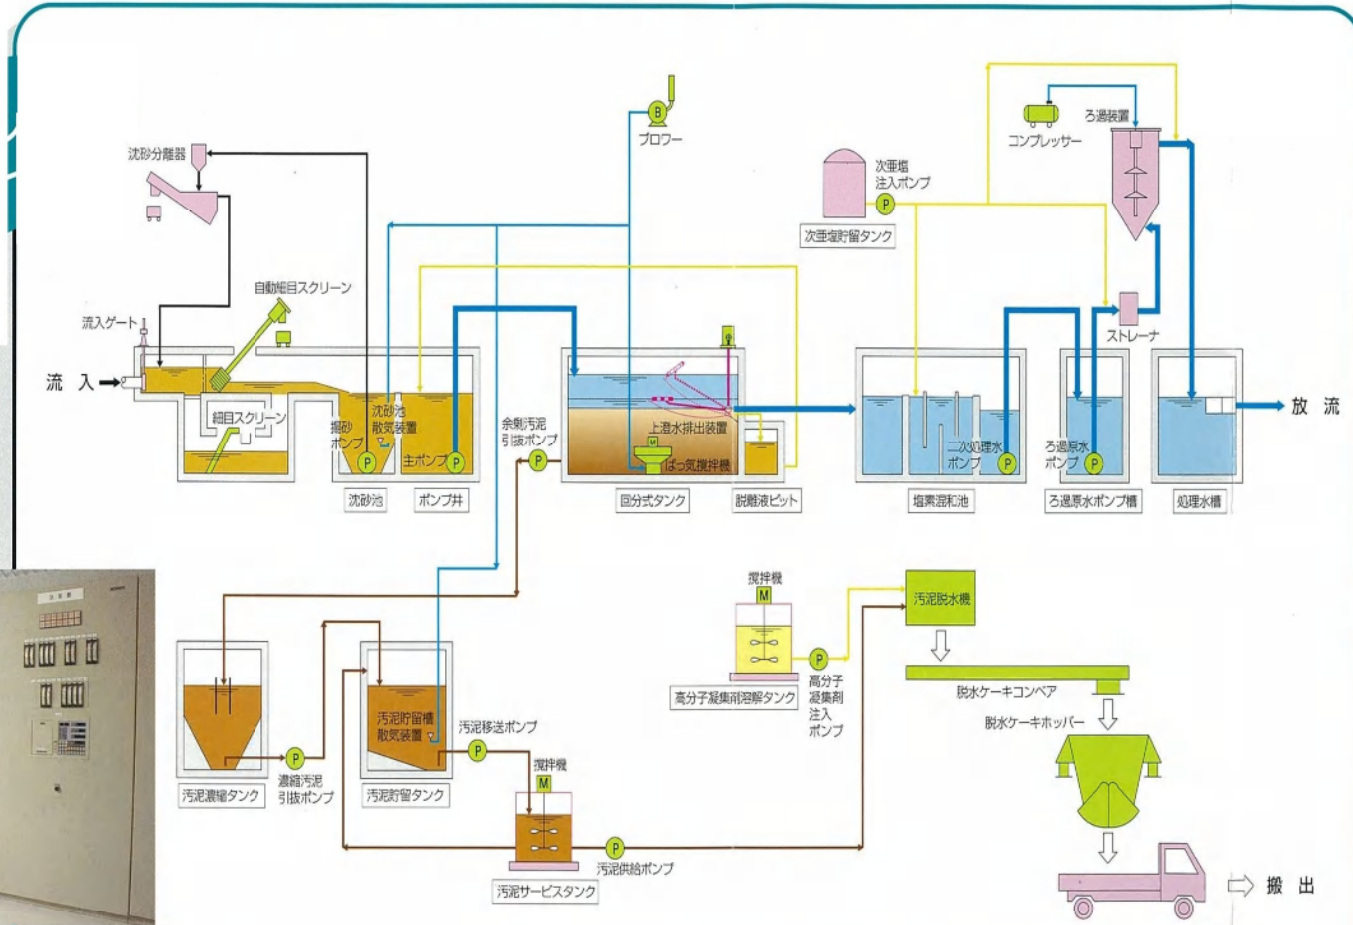 ブロワー
B
コンプレッサー
ろ過装置
沈砂分離器
次亜塩
注入ポンプ
P
次亜塩貯留タンク
自動細目スクリーン
流入ゲート
ストレーナ
流 入
放 流
細目スクリーン
揚砂
ポンプ
P
沈砂池
散気装置
主ポンプ
P
余剰汚泥
引抜ポンプ
P
上澄水排出装置
M
ばっ気撹拌機
二次処理水
ポンプ
P
ろ過原水
ポンプ
P
沈砂池
ポンプ井
回分式タンク
脱離液ピット
塩素混和池
ろ過原水ポンプ槽
処理水槽
撹拌機
M
汚泥脱水機
P
高分子
凝集剤
注入
ポンプ
高分子凝集剤溶解タンク
脱水ケーキコンベア
脱水ケーキホッパー
汚泥貯留槽
散気装置
汚泥移送ポンプ
P
P
濃縮汚泥
引抜ポンプ
汚泥濃縮タンク
汚泥貯留タンク
撹拌機
M
P
汚泥供給ポンプ
汚泥サービスタンク
搬 出